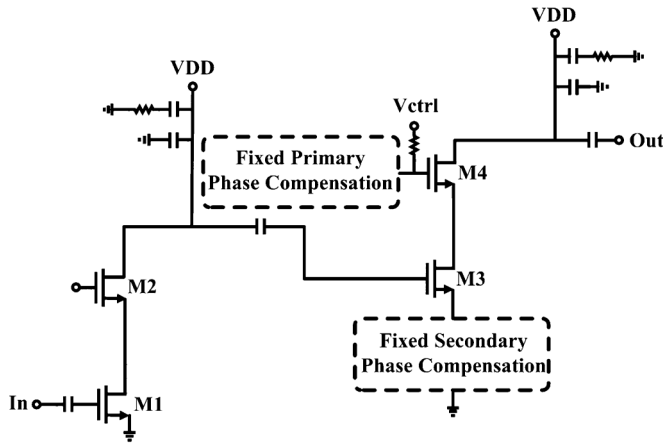 VDD
VDD
Vctrl
Out
Fixed Primary
Phase Compensation
M4
M2
M3
Fixed Secondary
Phase Compensation
In
M1